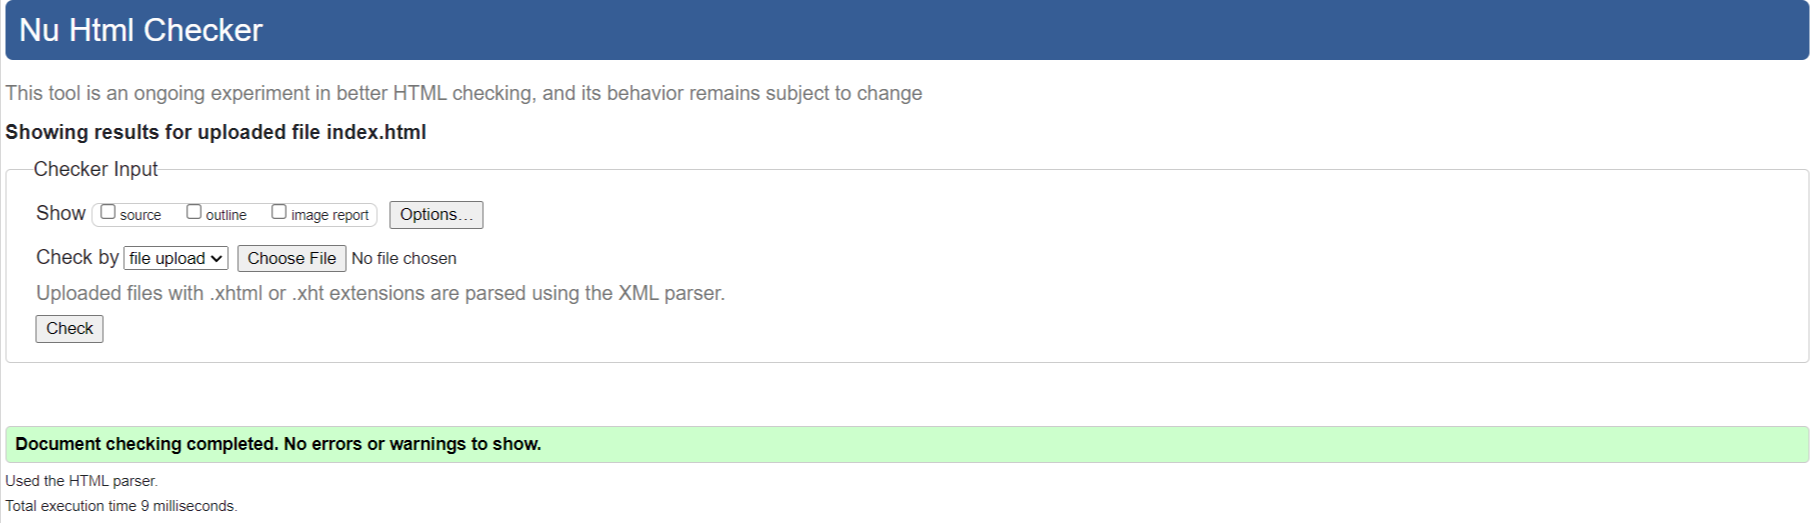 Nu Html Checker
This tool is an ongoing experiment in better HTML checking, and its behavior remains subject to change
Showing results for uploaded file index.html
Checker Input
Show source outline image report Options...
Check by file upload Choose File No file chosen
Uploaded files with .xhtml or .xht extensions are parsed using the XML parser.
Check
Document checking completed. No errors or warnings to show.
Used the HTML parser.
Total execution time 9 milliseconds.